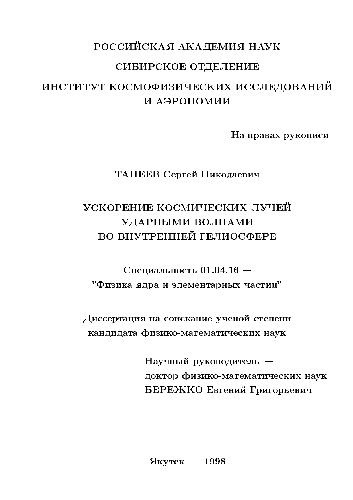 РОССИЙСКАЯ АКАДЕМИЯ НАУК
СИБИРСКОЕ ОТДЕЛЕНИЕ
ИНСТИТУТ КОСМОФИЗИЧЕСКИХ ИССЛЕДОВАНИЙ
И АЭРОНОМИИ
На правах рукописи
ТАНЕЕВ Сергей Николаевич
УСКОРЕНИЕ КОСМИЧЕСКИХ ЛУЧЕЙ
УДАРНЫМИ ВОЛНАМИ
ВО ВНУТРЕННЕЙ ГЕЛИОСФЕРЕ
Специальность 01.04.16 —
"Физика ядра и элементарных частиц"
Диссертация на соискание ученой степени
кандидата физико-математических наук
Научный руководитель —
доктор физико-математических наук
БЕРЕЖКО Евгений Григорьевич
Якутск — 1998